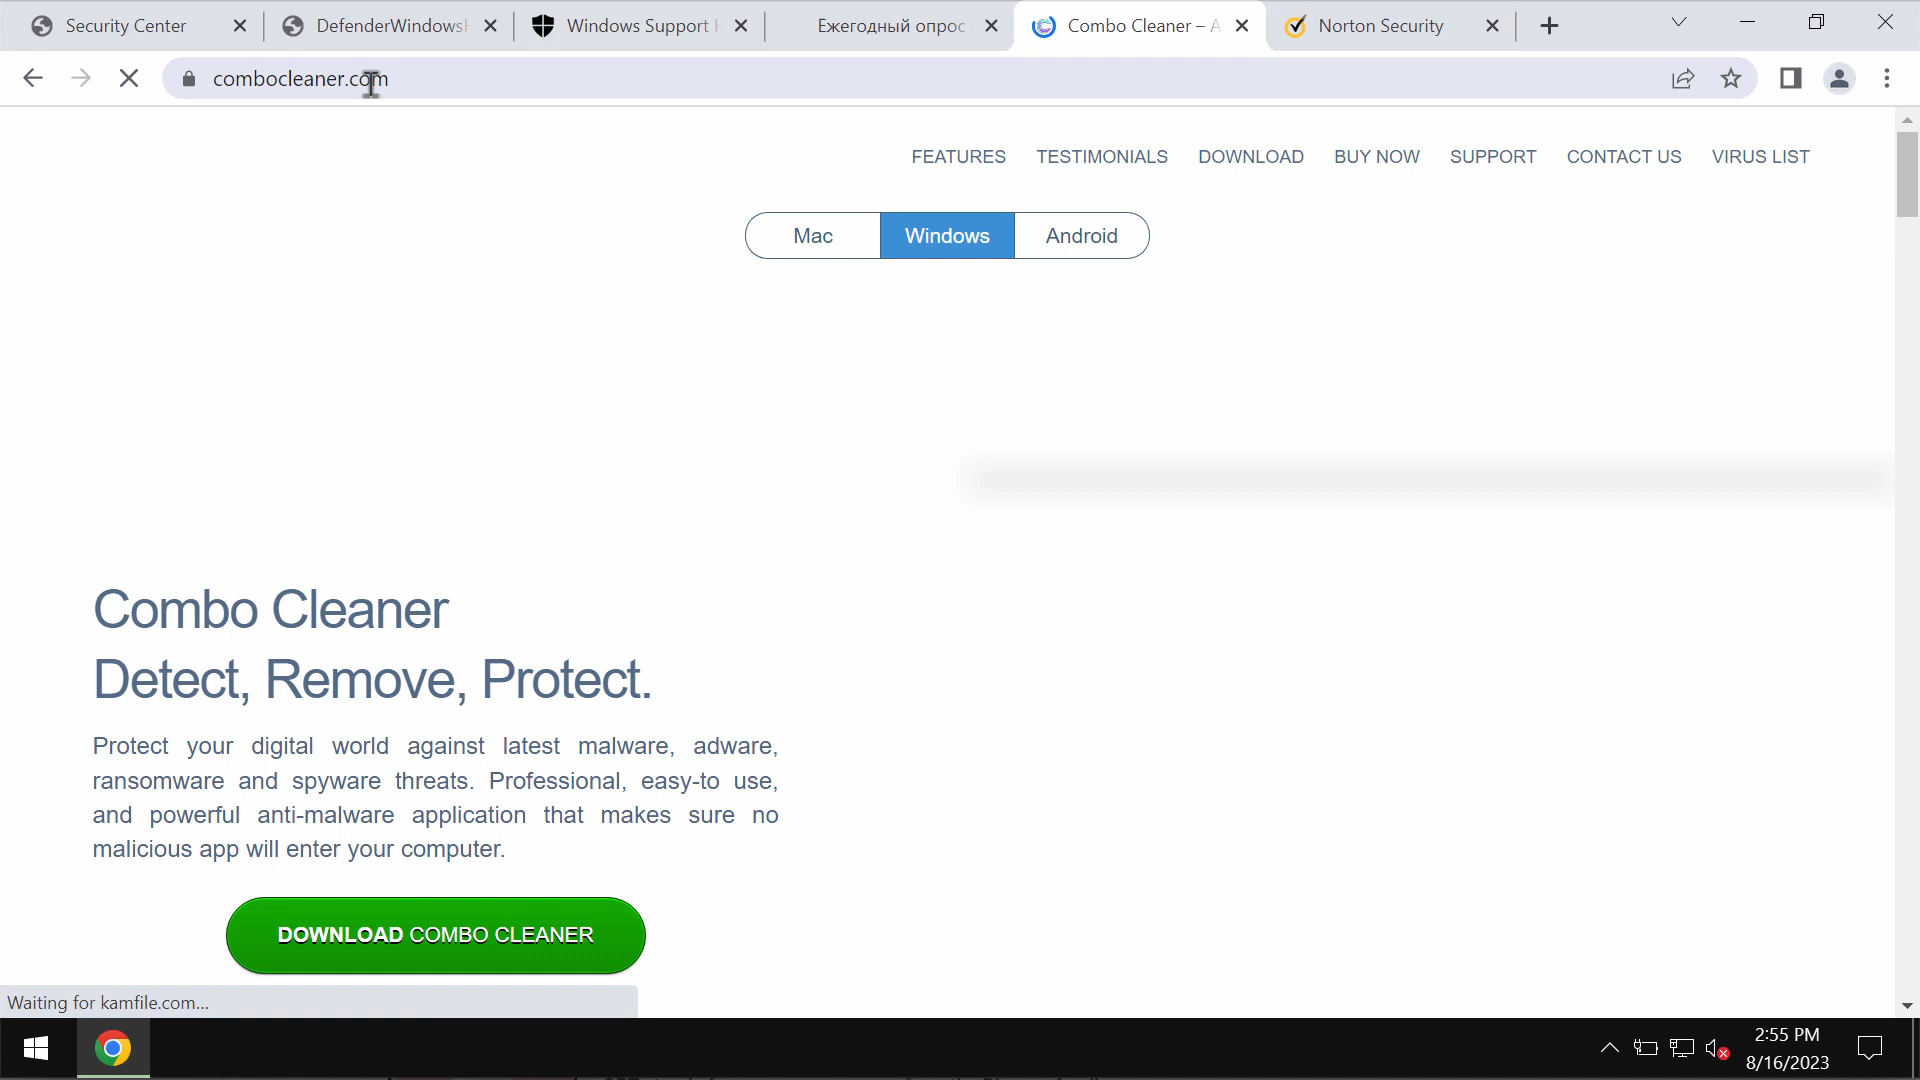 Security Center
DefenderWindows
Windows Support
Ежегодный опрос
Combo Cleaner – A
Norton Security
combocleaner.com
FEATURES TESTIMONIALS DOWNLOAD BUY NOW SUPPORT CONTACT US VIRUS LIST
Mac Windows Android
Combo Cleaner
Detect, Remove, Protect.
Protect your digital world against latest malware, adware,
ransomware and spyware threats. Professional, easy-to use,
and powerful anti-malware application that makes sure no
malicious app will enter your computer.
DOWNLOAD COMBO CLEANER
Waiting for kamfile.com...
2:55 PM
8/16/2023